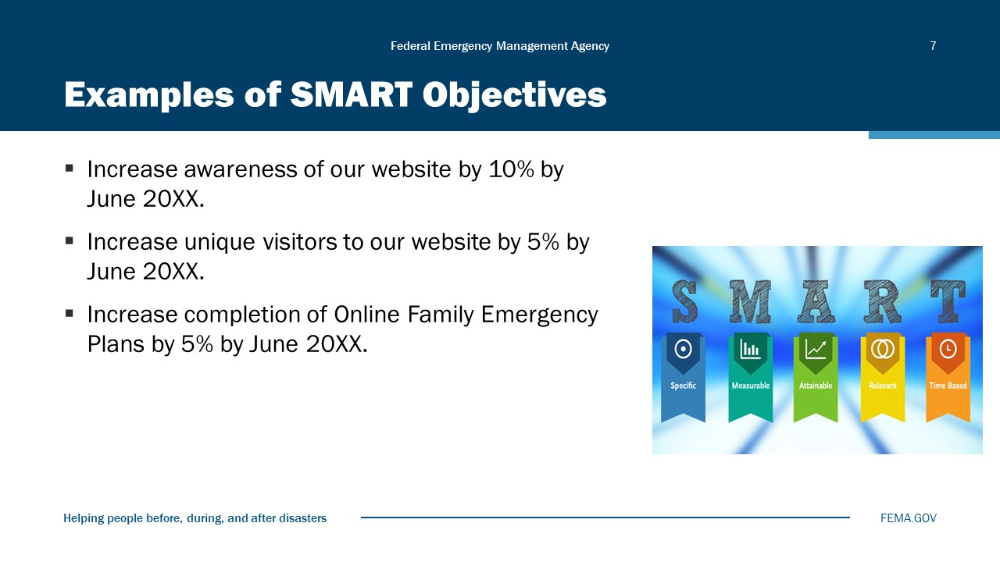 Federal Emergency Management Agency
7
Examples of SMART Objectives
▪ Increase awareness of our website by 10% by
June 20XX.
▪ Increase unique visitors to our website by 5% by
June 20XX.
▪ Increase completion of Online Family Emergency
Plans by 5% by June 20XX.
S M A R T
Specific Measurable Attainable Relevant Time Based
Helping people before, during, and after disasters
FEMA.GOV